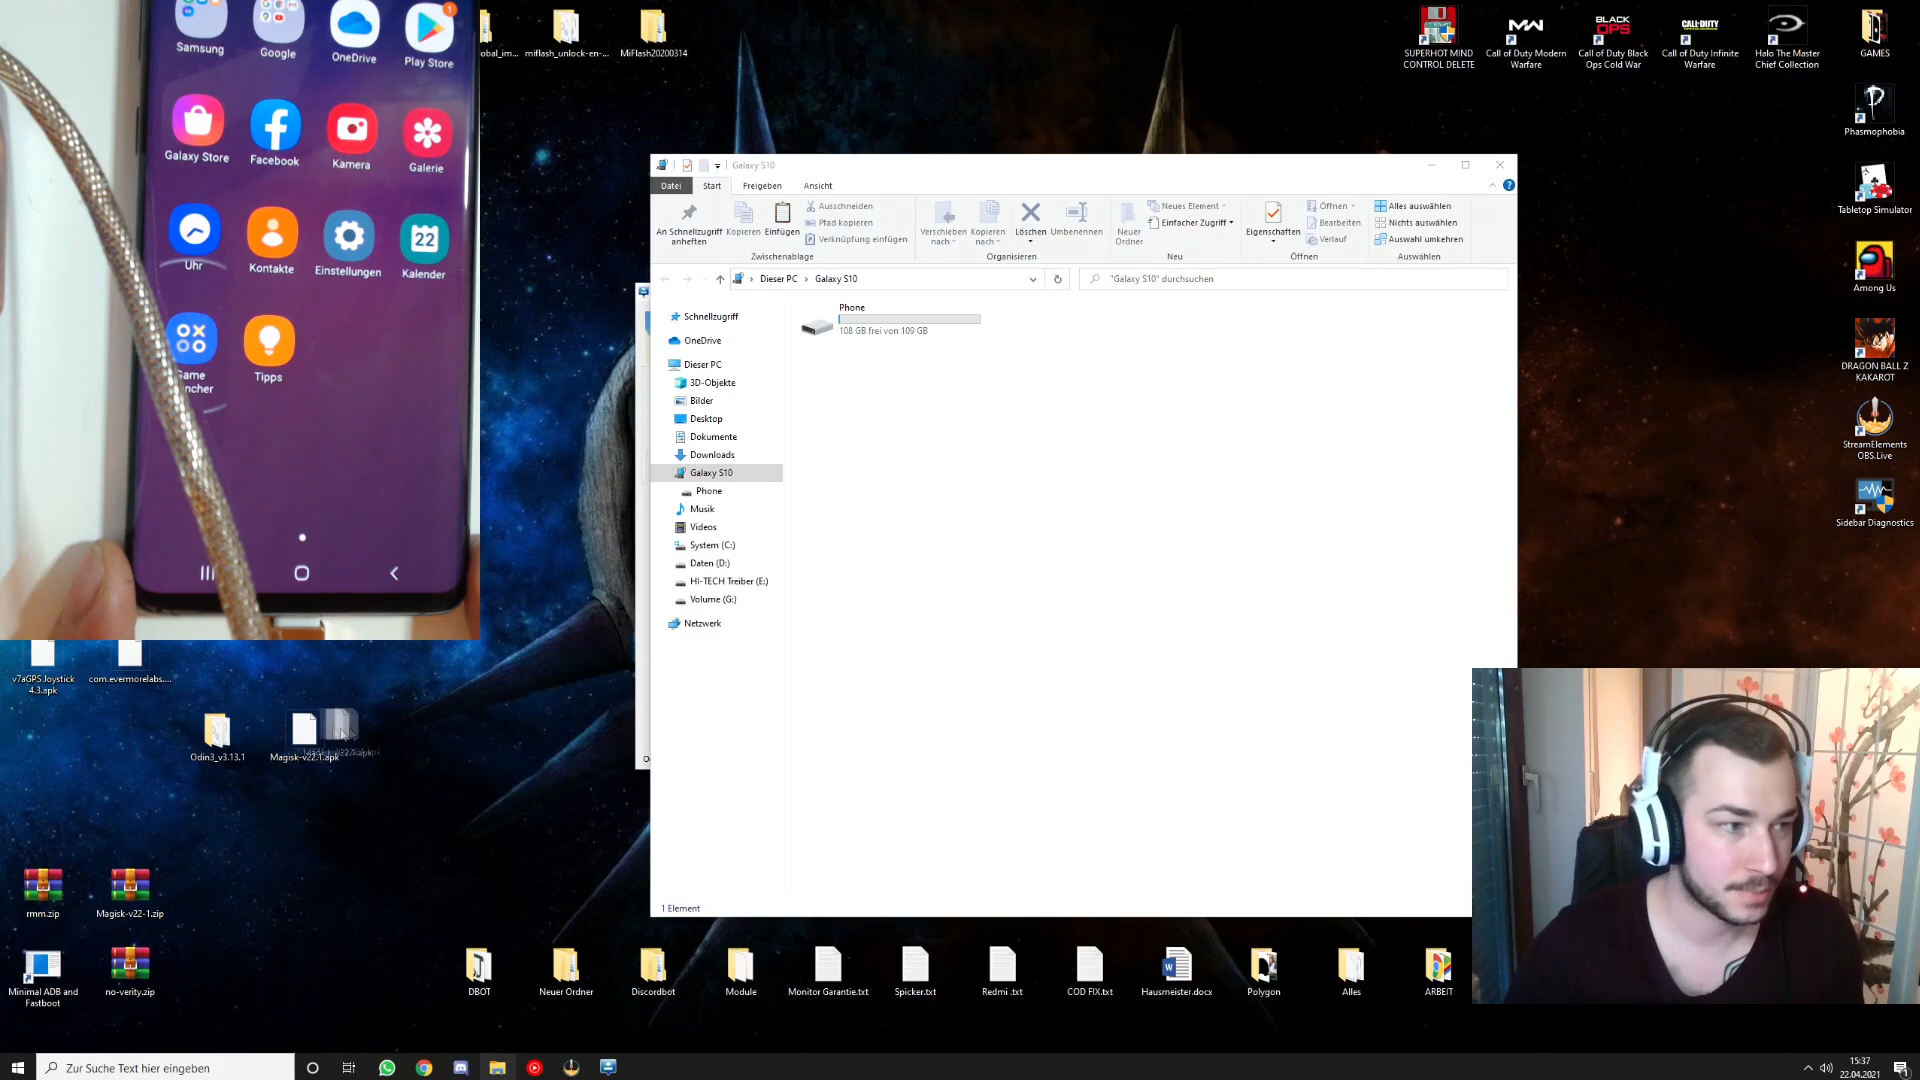 Samsung
Google
OneDrive
Play Store
1
Galaxy Store
Facebook
Kamera
Galerie
22
Uhr
Kontakte
Einstellungen
Kalender
Tipps
miflash_unlock-en-...
MiFlash20200314
SUPERHOT MIND CONTROL DELETE
Call of Duty Modern Warfare
BLACK OPS
Call of Duty Black Ops Cold War
CALL OF DUTY
Call of Duty Infinite Warfare
Halo The Master Chief Collection
GAMES
Phasmophobia
Tabletop Simulator
Among Us
DRAGON BALL Z KAKAROT
StreamElements OBS.Live
Sidebar Diagnostics
Galaxy S10
Datei
Start
Freigeben
Ansicht
An Schnellzugriff anheften
Kopieren
Einfügen
Ausschneiden
Pfad kopieren
Verknüpfung einfügen
Zwischenablage
Verschieben nach
Kopieren nach
Löschen
Umbenennen
Organisieren
Neuer Ordner
Neues Element
Einfacher Zugriff
Neu
Eigenschaften
Öffnen
Bearbeiten
Verlauf
Öffnen
Alles auswählen
Nichts auswählen
Auswahl umkehren
Auswählen
Dieser PC › Galaxy S10
"Galaxy S10" durchsuchen
Schnellzugriff
OneDrive
Dieser PC
3D-Objekte
Bilder
Desktop
Dokumente
Downloads
Galaxy S10
Phone
Musik
Videos
System (C:)
Daten (D:)
HI-TECH Treiber (E:)
Volume (G:)
Netzwerk
Phone
108 GB frei von 109 GB
1 Element
v7aGPS Joystick 4.3.apk
com.evermorelabs....
Odin3_v3.13.1
Magisk-v22.1.apk
rmm.zip
Magisk-v22-1.zip
Minimal ADB and Fastboot
no-verity.zip
DBOT
Neuer Ordner
Discordbot
Module
Monitor Garantie.txt
Spicker.txt
Redmi .txt
COD FIX.txt
Hausmeister.docx
Polygon
Alles
ARBEIT
Zur Suche Text hier eingeben
15:37
22.04.2021